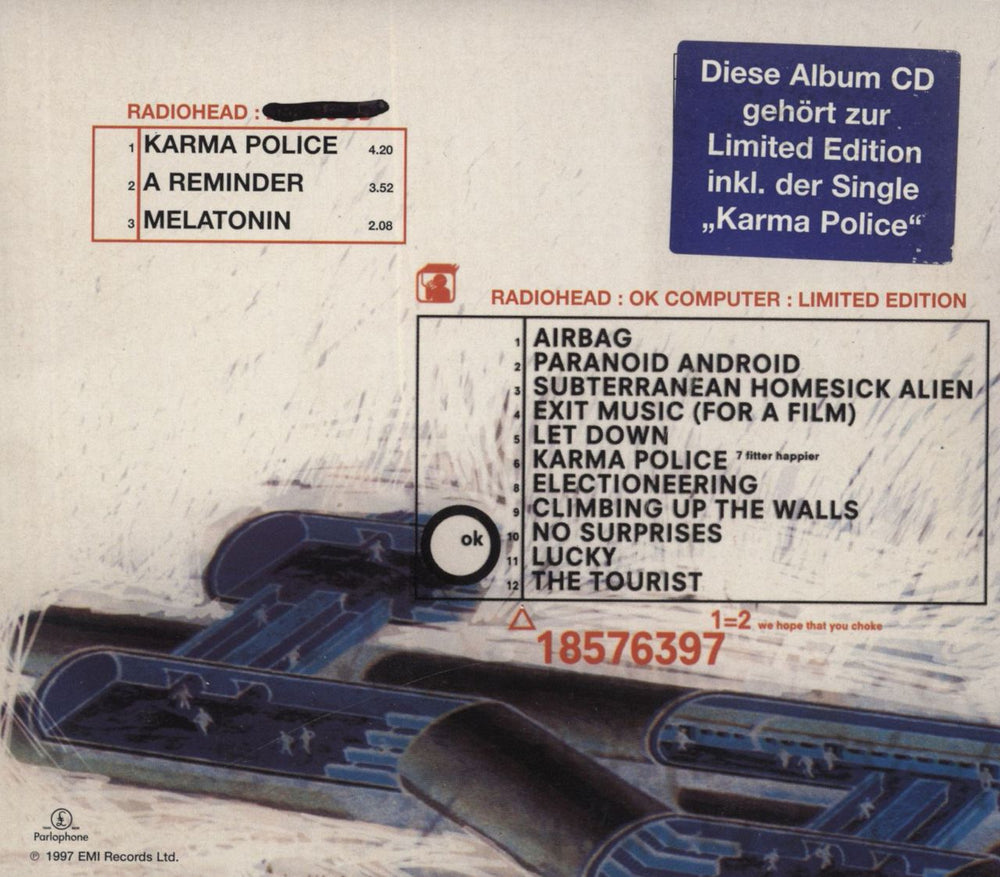 RADIOHEAD :
1 KARMA POLICE 4.20
2 A REMINDER 3.52
3 MELATONIN 2.08
Diese Album CD
gehört zur
Limited Edition
inkl. der Single
„Karma Police“
RADIOHEAD : OK COMPUTER : LIMITED EDITION
1 AIRBAG
2 PARANOID ANDROID
3 SUBTERRANEAN HOMESICK ALIEN
4 EXIT MUSIC (FOR A FILM)
5 LET DOWN
6 KARMA POLICE 7 fitter happier
8 ELECTIONEERING
9 CLIMBING UP THE WALLS
10 NO SURPRISES
11 LUCKY
12 THE TOURIST
ok
1=2 we hope that you choke
18576397
£
Parlophone
℗ 1997 EMI Records Ltd.